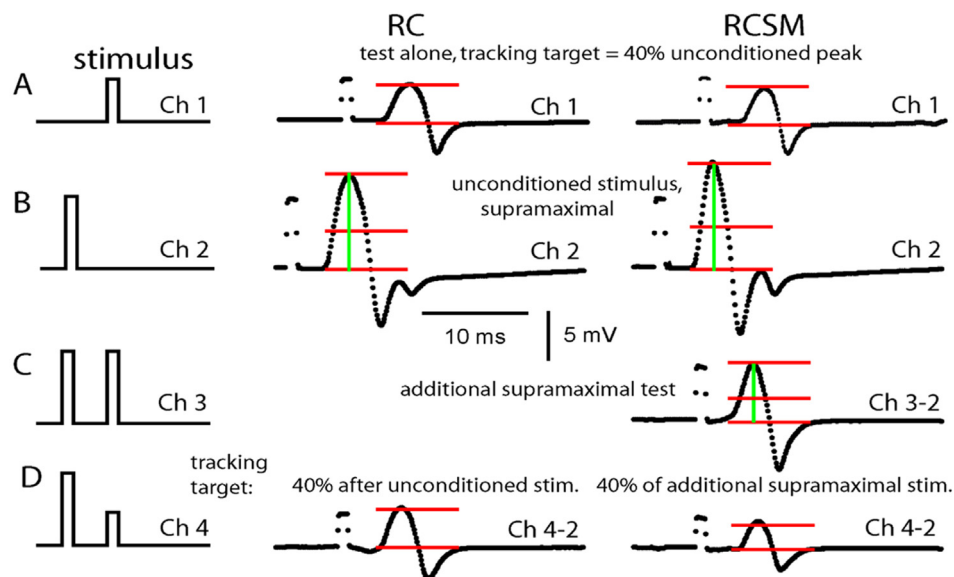 RC
RCSM
stimulus
test alone, tracking target = 40% unconditioned peak
A
Ch 1
Ch 1
Ch 1
B
unconditioned stimulus,
supramaximal
Ch 2
Ch 2
Ch 2
10 ms
5 mV
C
additional supramaximal test
Ch 3
Ch 3-2
D
tracking
target:
40% after unconditioned stim.
40% of additional supramaximal stim.
Ch 4
Ch 4-2
Ch 4-2